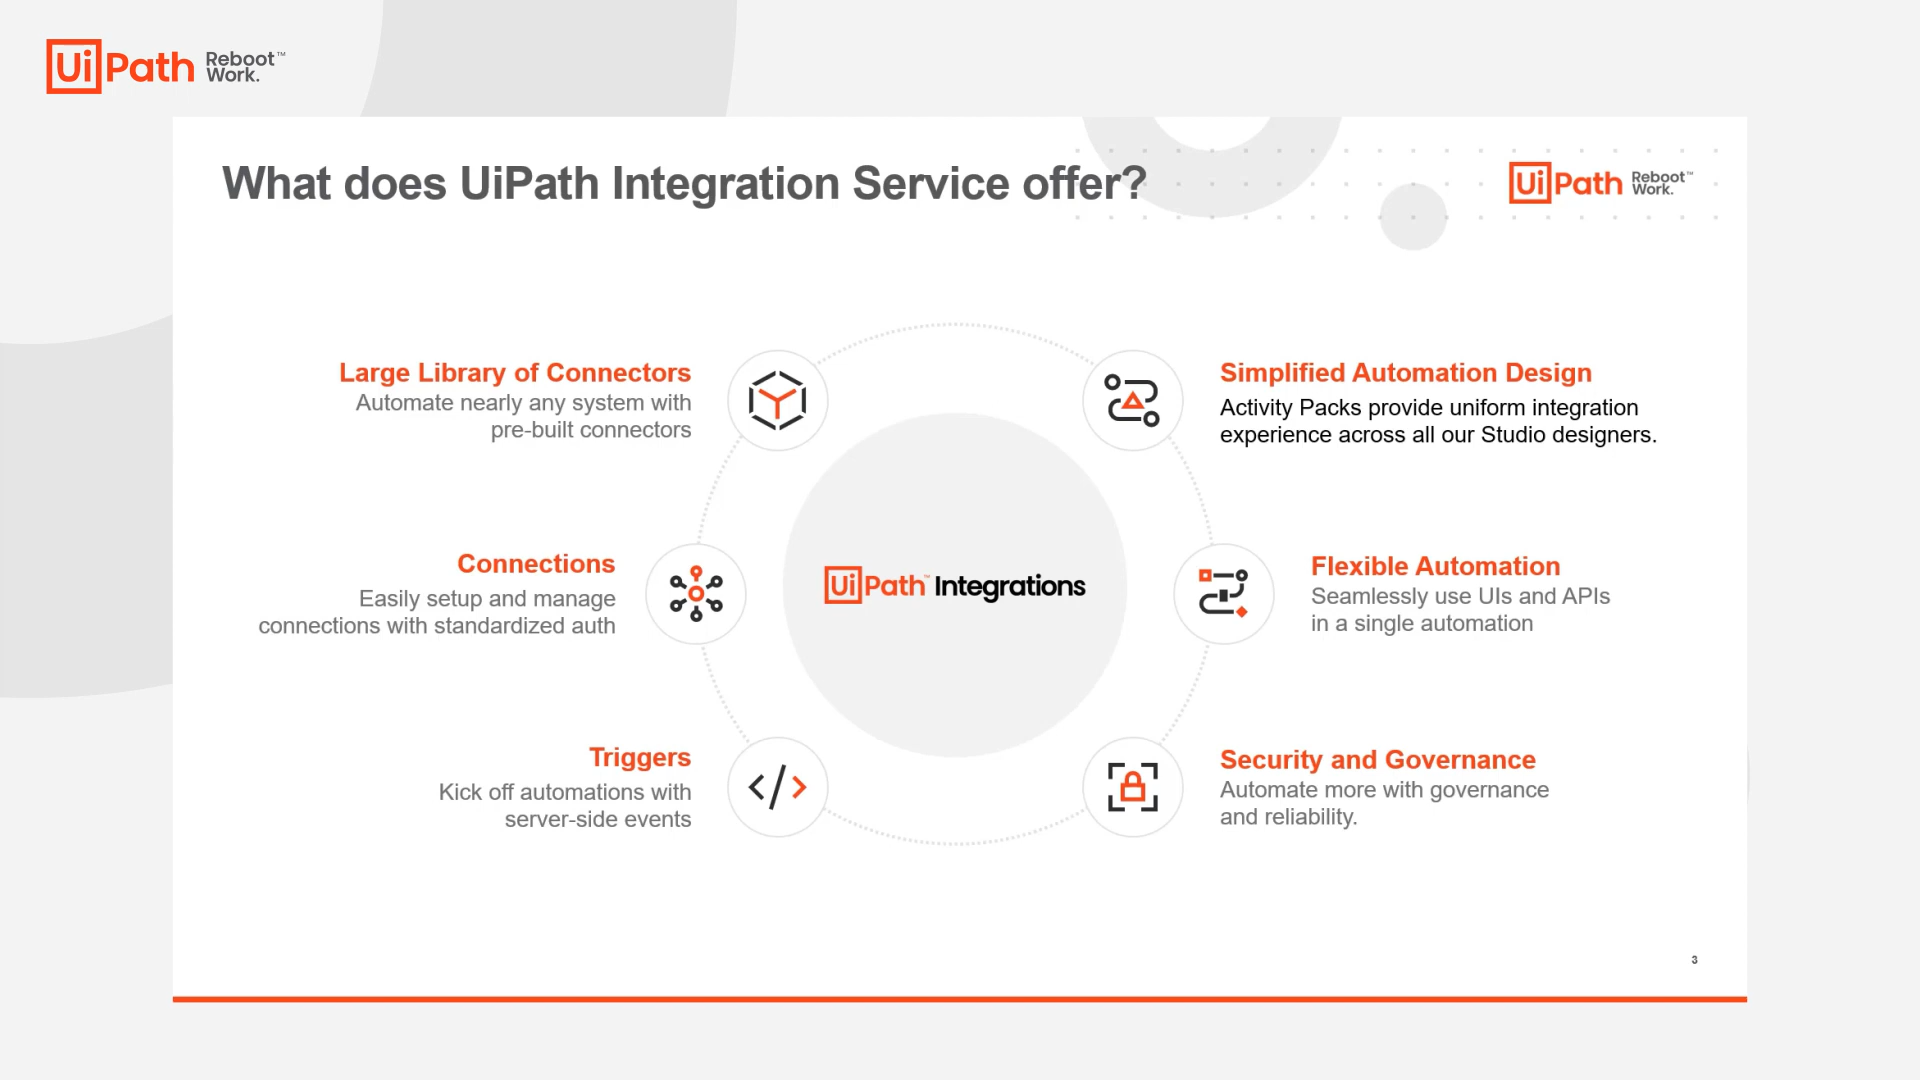 UiPath Reboot™
Work.
What does UiPath Integration Service offer?
UiPath Reboot™
Work.
Large Library of Connectors
Automate nearly any system with
pre-built connectors
Simplified Automation Design
Activity Packs provide uniform integration
experience across all our Studio designers.
Connections
Easily setup and manage
connections with standardized auth
UiPath™ Integrations
Flexible Automation
Seamlessly use UIs and APIs
in a single automation
Triggers
Kick off automations with
server-side events
Security and Governance
Automate more with governance
and reliability.
3